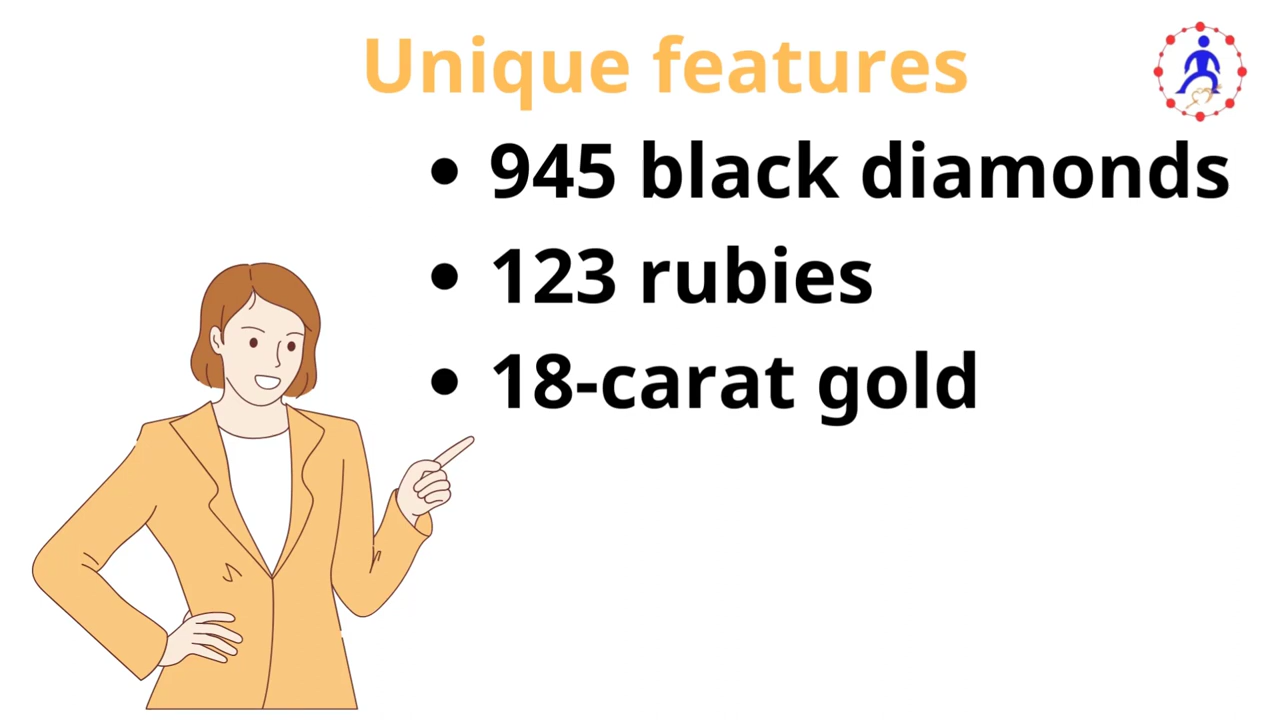 Unique features
• 945 black diamonds
• 123 rubies
• 18-carat gold